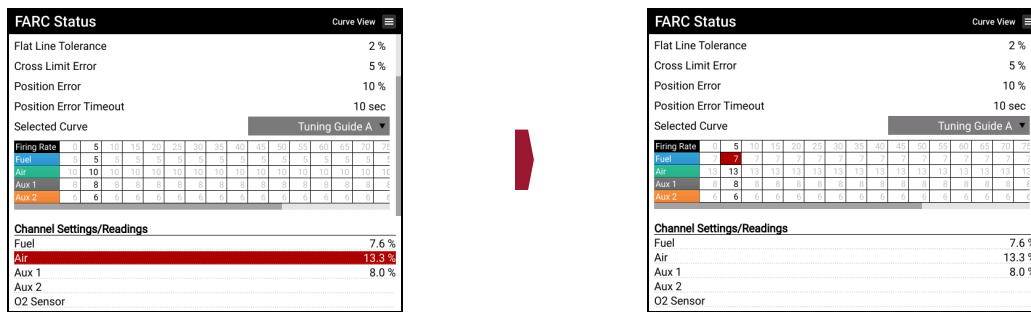 FARC Status Curve View
Flat Line Tolerance 2 %
Cross Limit Error 5 %
Position Error 10 %
Position Error Timeout 10 sec
Selected Curve Tuning Guide A
Firing Rate 0 5 10 15 20 25 30 35 40 45 50 55 60 65 70 75
Fuel 5 5 5 5 5 5 5 5 5 5 5 5 5 5 5
Air 10 10 10 10 10 10 10 10 10 10 10 10 10 10 10
Aux 1 8 8 8 8 8 8 8 8 8 8 8 8 8 8 8
Aux 2 6 6 6 6 6 6 6 6 6 6 6 6 6 6 6
Channel Settings/Readings
Fuel 7.6 %
Air 13.3 %
Aux 1 8.0 %
Aux 2
O2 Sensor
FARC Status Curve View
Flat Line Tolerance 2 %
Cross Limit Error 5 %
Position Error 10 %
Position Error Timeout 10 sec
Selected Curve Tuning Guide A
Firing Rate 0 5 10 15 20 25 30 35 40 45 50 55 60 65 70 75
Fuel 7 7 7 7 7 7 7 7 7 7 7 7 7 7 7
Air 13 13 13 13 13 13 13 13 13 13 13 13 13 13 13
Aux 1 8 8 8 8 8 8 8 8 8 8 8 8 8 8 8
Aux 2 6 6 6 6 6 6 6 6 6 6 6 6 6 6 6
Channel Settings/Readings
Fuel 7.6 %
Air 13.3 %
Aux 1 8.0 %
Aux 2
O2 Sensor